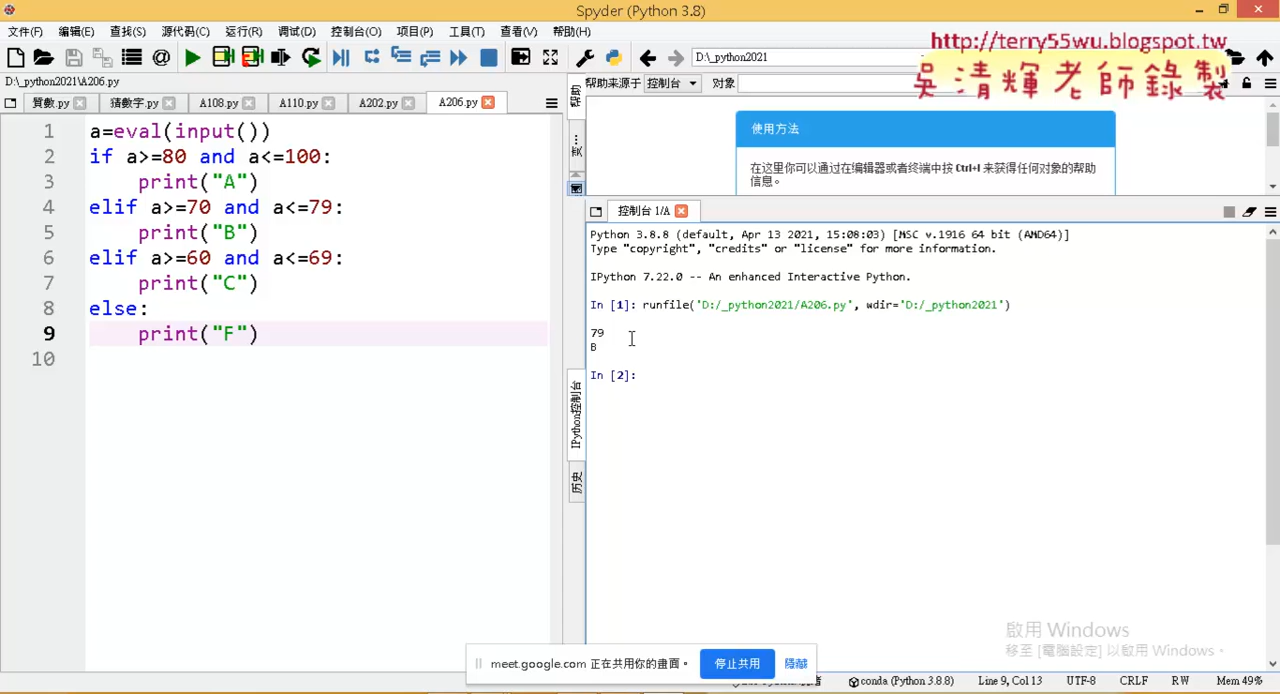 Spyder (Python 3.8)
文件(F) 编辑(E) 查找(S) 源代码(C) 运行(R) 调试(D) 控制台(O) 项目(P) 工具(T) 查看(V) 帮助(H)
http://terry55wu.blogspot.tw
D:\_python2021
吳清輝老師錄製
D:\_python2021\A206.py
帮助来源于 控制台 对象
質數.py 猜數字.py A108.py A110.py A202.py A206.py
使用方法
在这里你可以通过在编辑器或者终端中按 Ctrl+I 来获得任何对象的帮助
信息。
1 a=eval(input())
2 if a>=80 and a<=100:
3 print("A")
4 elif a>=70 and a<=79:
5 print("B")
6 elif a>=60 and a<=69:
7 print("C")
8 else:
9 print("F")
10
控制台 1/A
Python 3.8.8 (default, Apr 13 2021, 15:08:03) [MSC v.1916 64 bit (AMD64)]
Type "copyright", "credits" or "license" for more information.
IPython 7.22.0 -- An enhanced Interactive Python.
In [1]: runfile('D:/_python2021/A206.py', wdir='D:/_python2021')
79
B
In [2]:
IPython控制台
历史
啟用 Windows
移至 [電腦設定] 以啟用 Windows。
meet.google.com 正在共用你的畫面。 停止共用 隱藏
conda (Python 3.8.8) Line 9, Col 13 UTF-8 CRLF RW Mem 49%